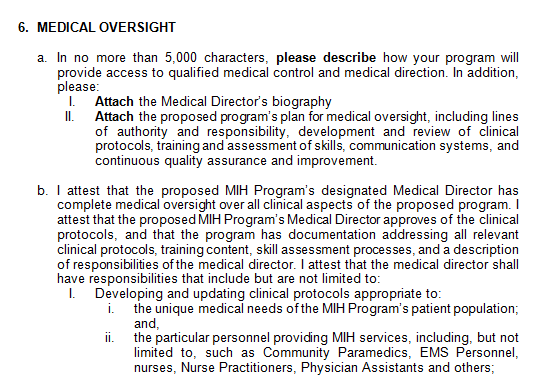 6. MEDICAL OVERSIGHT
a. In no more than 5,000 characters, please describe how your program will
provide access to qualified medical control and medical direction. In addition,
please:
I. Attach the Medical Director's biography
II. Attach the proposed program's plan for medical oversight, including lines
of authority and responsibility, development and review of clinical
protocols, training and assessment of skills, communication systems, and
continuous quality assurance and improvement.
b. I attest that the proposed MIH Program's designated Medical Director has
complete medical oversight over all clinical aspects of the proposed program. I
attest that the proposed MIH Program's Medical Director approves of the clinical
protocols, and that the program has documentation addressing all relevant
clinical protocols, training content, skill assessment processes, and a description
of responsibilities of the medical director. I attest that the medical director shall
have responsibilities that include but are not limited to:
I. Developing and updating clinical protocols appropriate to:
i. the unique medical needs of the MIH Program's patient population;
and,
ii. the particular personnel providing MIH services, including, but not
limited to, such as Community Paramedics, EMS Personnel,
nurses, Nurse Practitioners, Physician Assistants and others;